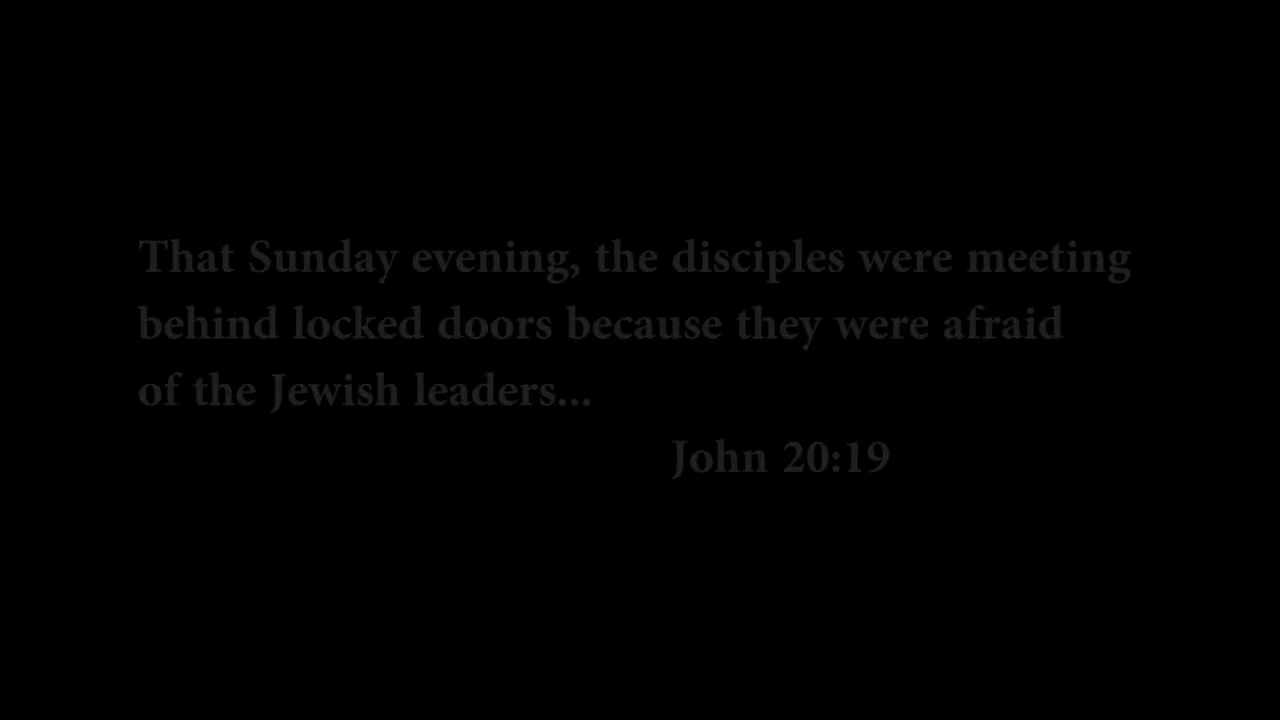 That Sunday evening, the disciples were meeting
behind locked doors because they were afraid
of the Jewish leaders...
John 20:19